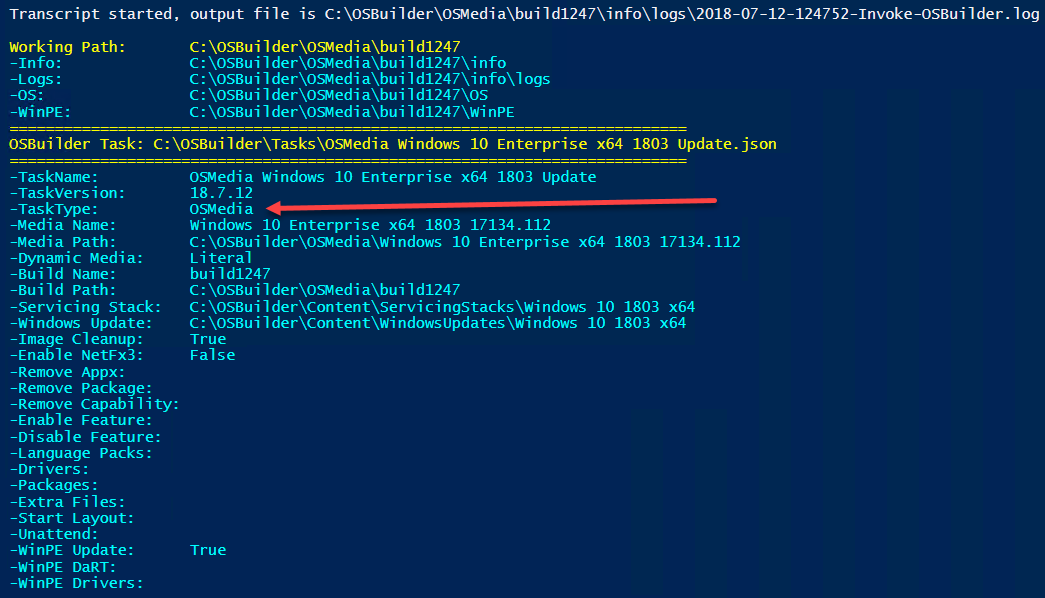 Transcript started, output file is C:\OSBuilder\OSMedia\build1247\info\logs\2018-07-12-124752-Invoke-OSBuilder.log
Working Path: C:\OSBuilder\OSMedia\build1247
-Info: C:\OSBuilder\OSMedia\build1247\info
-Logs: C:\OSBuilder\OSMedia\build1247\info\logs
-OS: C:\OSBuilder\OSMedia\build1247\OS
-WinPE: C:\OSBuilder\OSMedia\build1247\WinPE
===========================================================================
OSBuilder Task: C:\OSBuilder\Tasks\OSMedia Windows 10 Enterprise x64 1803 Update.json
===========================================================================
-TaskName: OSMedia Windows 10 Enterprise x64 1803 Update
-TaskVersion: 18.7.12
-TaskType: OSMedia
-Media Name: Windows 10 Enterprise x64 1803 17134.112
-Media Path: C:\OSBuilder\OSMedia\Windows 10 Enterprise x64 1803 17134.112
-Dynamic Media: Literal
-Build Name: build1247
-Build Path: C:\OSBuilder\OSMedia\build1247
-Servicing Stack: C:\OSBuilder\Content\ServicingStacks\Windows 10 1803 x64
-Windows Update: C:\OSBuilder\Content\WindowsUpdates\Windows 10 1803 x64
-Image Cleanup: True
-Enable NetFx3: False
-Remove Appx:
-Remove Package:
-Remove Capability:
-Enable Feature:
-Disable Feature:
-Language Packs:
-Drivers:
-Packages:
-Extra Files:
-Start Layout:
-Unattend:
-WinPE Update: True
-WinPE DaRT:
-WinPE Drivers: